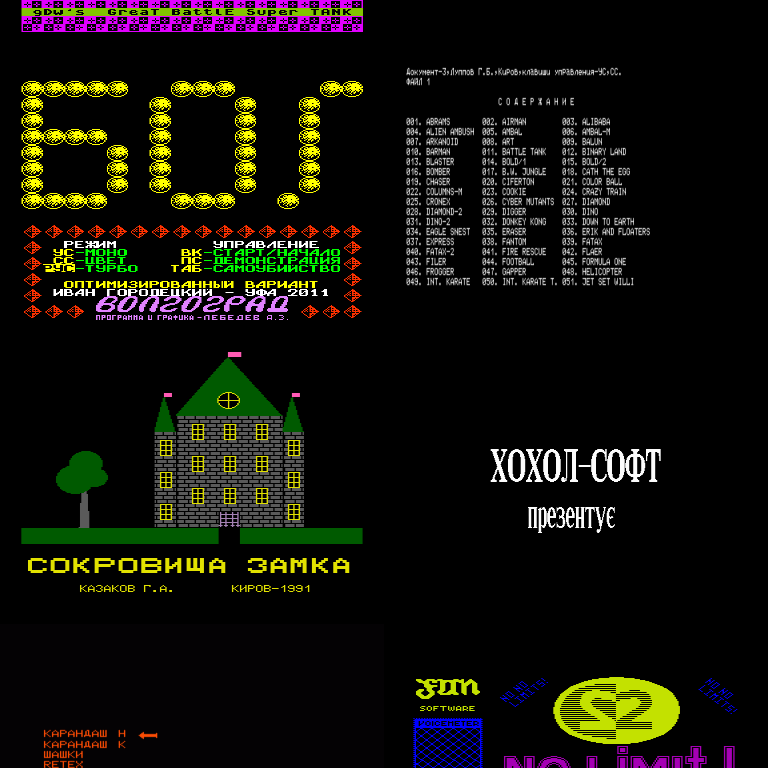 gDW's GreaT BattLE Super TANK
БОГ
РЕЖИМ УПРАВЛЕНИЕ
УС-МОНО ВК-СТАРТ/НАЧАЛО
СС-ЦВЕТ ПС-ДЕМОНСТРАЦИЯ
-ТУРБО ТАБ-САМОУБИЙСТВО
ОПТИМИЗИРОВАННЫЙ ВАРИАНТ
ИВАН ГОРОДЕЦКИЙ - УФА 2011
ВОЛГОГРАД
ПРОГРАММА И ГРАФИКА-ЛЕБЕДЕВ А.З.
Документ-3,Луппов Г.Б.,Киров,клавиши управления-УС,СС.
ФАЙЛ 1
СОДЕРЖАНИЕ
001. ABRAMS 002. AIRMAN 003. ALIBABA
004. ALIEN AMBUSH 005. AMBAL 006. AMBAL-M
007. ARKANOID 008. ART 009. BALUN
010. BARMAN 011. BATTLE TANK 012. BINARY LAND
013. BLASTER 014. BOLD/1 015. BOLD/2
016. BOMBER 017. B.W. JUNGLE 018. CATH THE EGG
019. CHASER 020. CIFERTON 021. COLOR BALL
022. COLUMNS-M 023. COOKIE 024. CRAZY TRAIN
025. CRONEX 026. CYBER MUTANTS 027. DIAMOND
028. DIAMOND-2 029. DIGGER 030. DINO
031. DINO-2 032. DONKEY KONG 033. DOWN TO EARTH
034. EAGLE SNEST 035. ERASER 036. ERIK AND FLOATERS
037. EXPRESS 038. FANTOM 039. FATAX
040. FATAX-2 041. FIRE RESCUE 042. FLAER
043. FILER 044. FOOTBALL 045. FORMULA ONE
046. FROGGER 047. GAPPER 048. HELICOPTER
049. INT. KARATE 050. INT. KARATE T. 051. JET SET WILLI
СОКРОВИЩА ЗАМКА
КАЗАКОВ Г.А. КИРОВ-1991
ХОХОЛ-СОФТ
презентує
КАРАНДАШ Н
КАРАНДАШ К
ШАШКИ
RETEX
FUN
SOFTWARE
NO LiMiT!